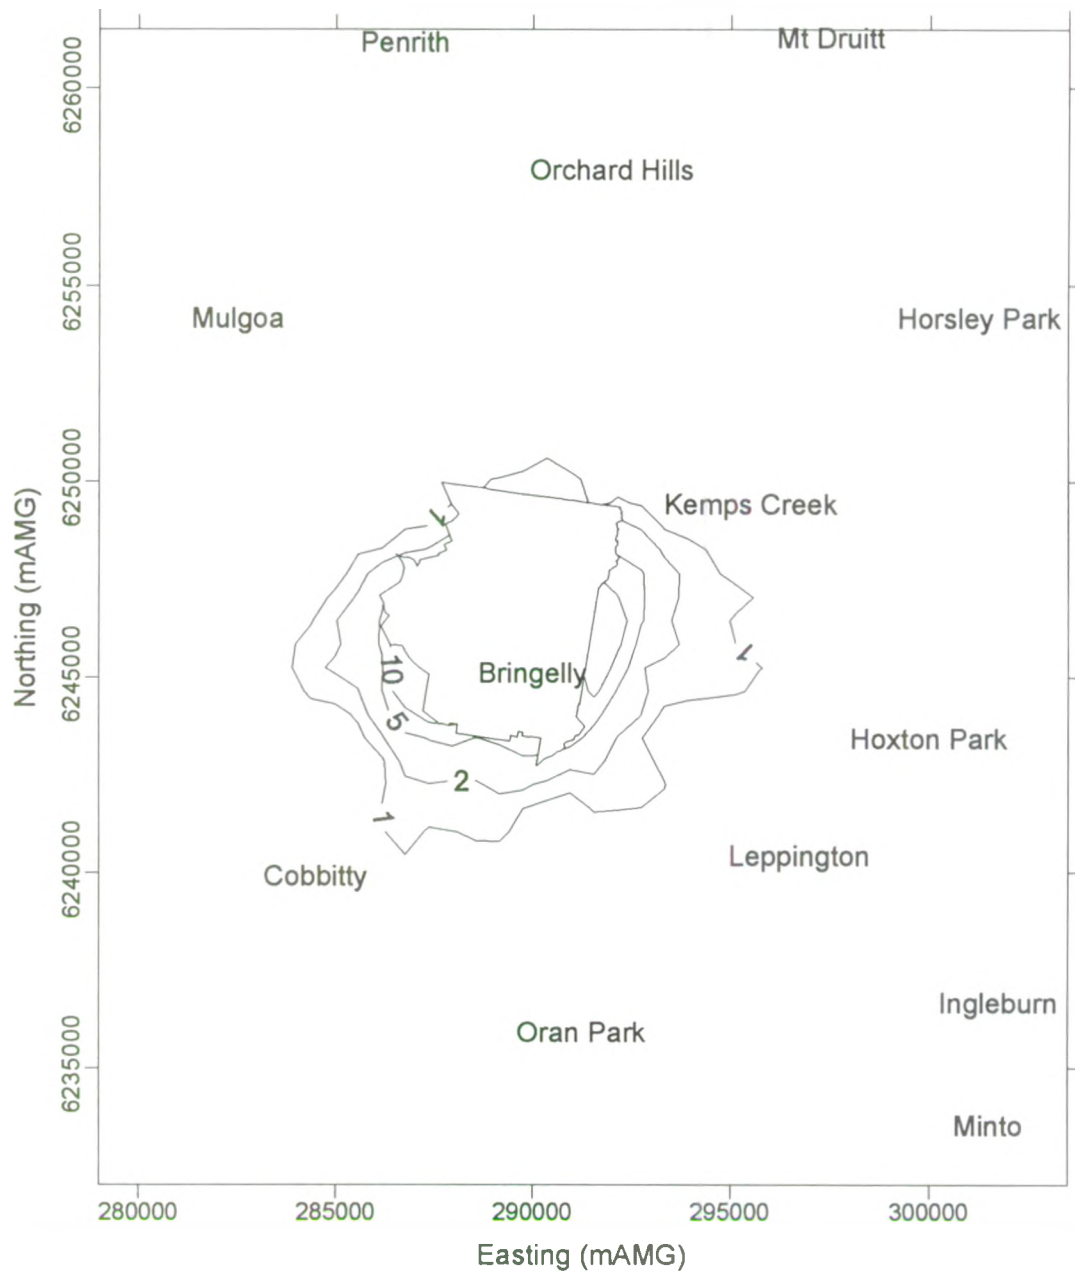 Penrith
Mt Druitt
6260000
Orchard Hills
6255000
Mulgoa
Horsley Park
6250000
Kemps Creek
1
Northing (mAMG)
1
10
Bringelly
6245000
5
Hoxton Park
2
1
Leppington
Cobbitty
6240000
Ingleburn
Oran Park
6235000
Minto
280000 285000 290000 295000 300000
Easting (mAMG)